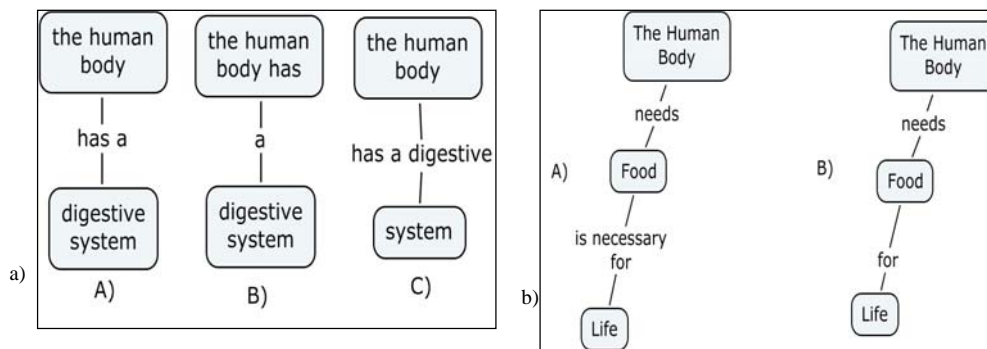 a)
the human
body
has a
digestive
system
A)
the human
body has
a
digestive
system
B)
the human
body
has a digestive
system
C)
b)
A)
The Human
Body
needs
Food
is necessary
for
Life
B)
The Human
Body
needs
Food
for
Life